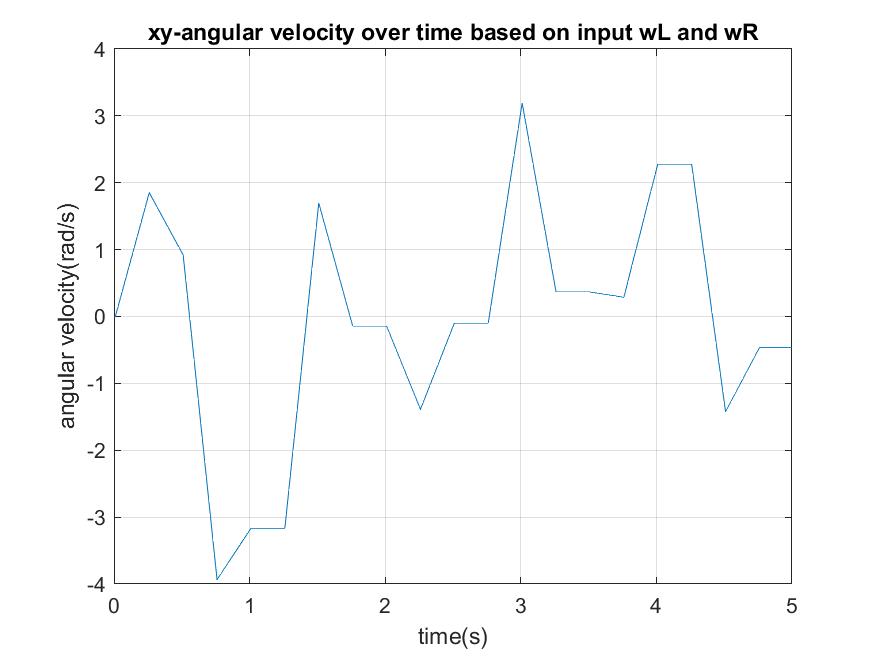 xy-angular velocity over time based on input wL and wR
4
3
2
1
0
-1
-2
-3
-4
angular velocity(rad/s)
0 1 2 3 4 5
time(s)